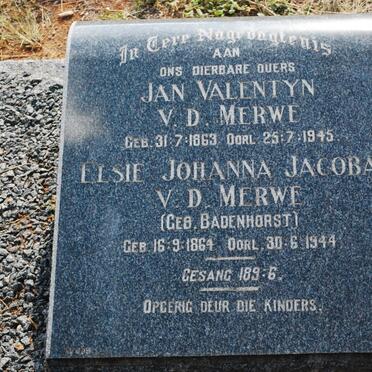 In Tere Nagedagtenis
AAN
ONS DIERBARE OUERS
JAN VALENTYN
V. D. MERWE
GEB. 31·7·1863. OORL. 25·7·1945.
ELSIE JOHANNA JACOBA
V. D. MERWE
(GEB. BADENHORST)
GEB. 16·9·1864. OORL. 30·6·1944.
GESANG 189:6.
OPGERIG DEUR DIE KINDERS.